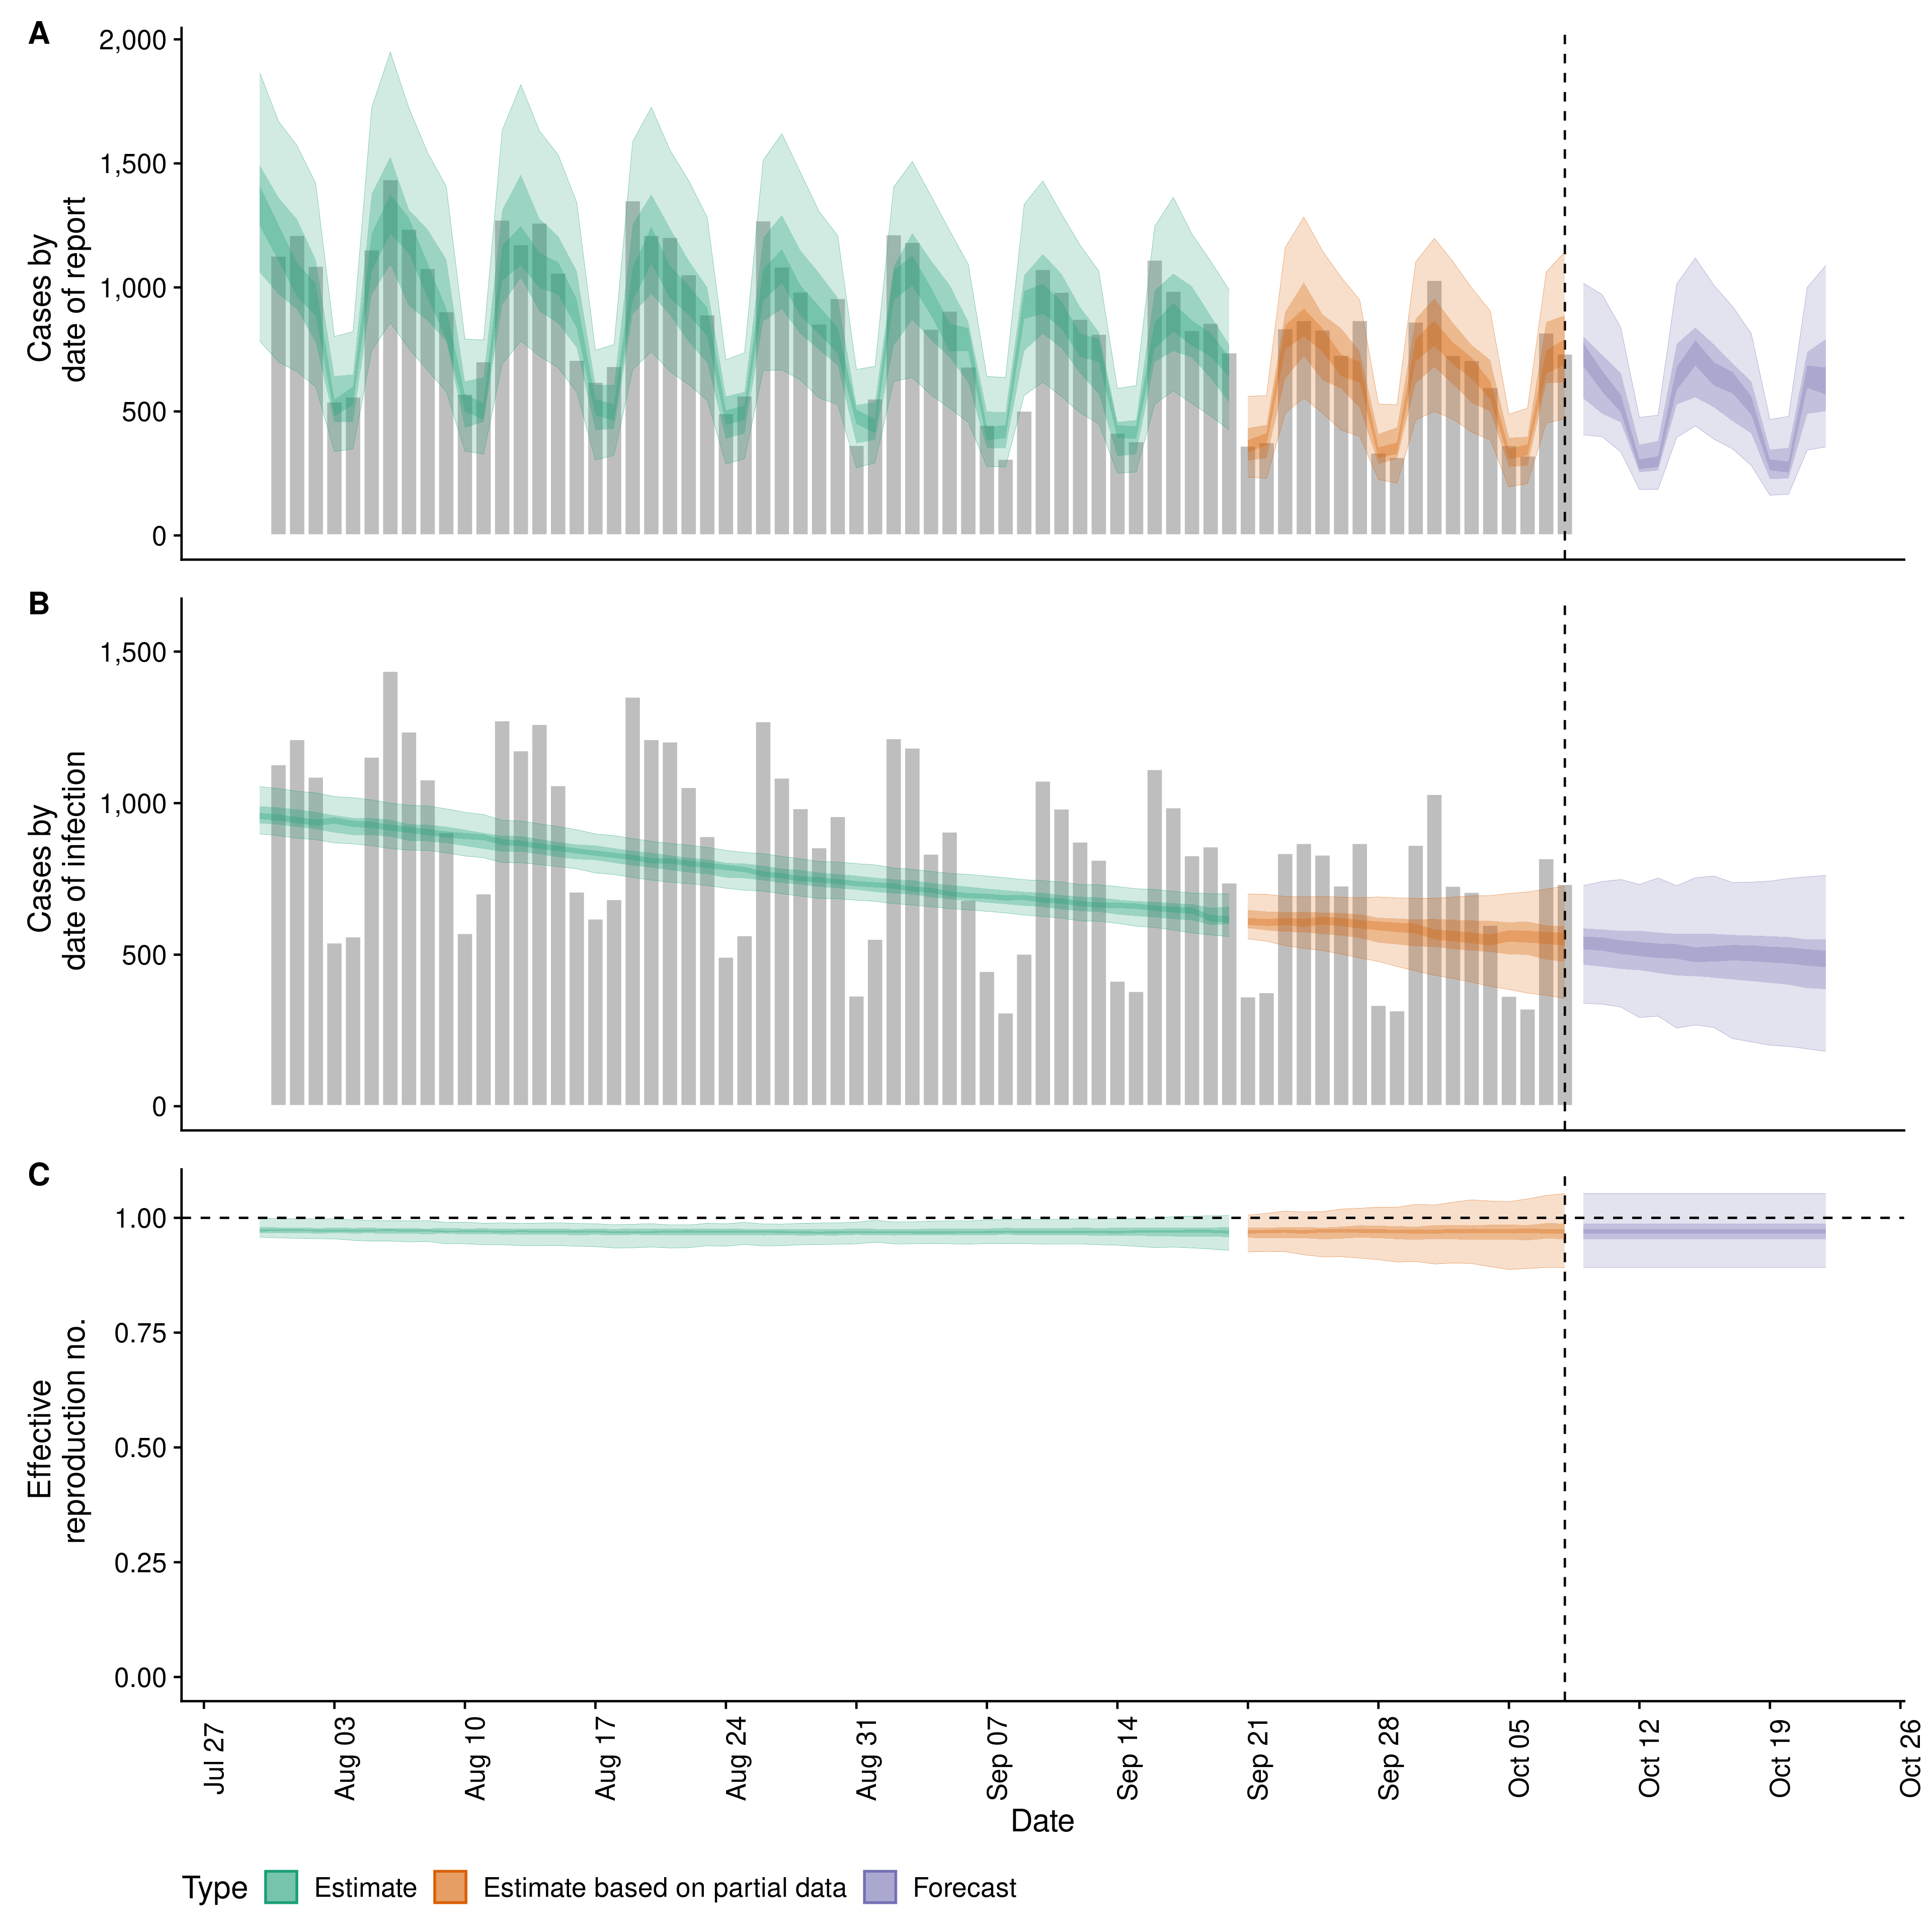 A
2,000
1,500
1,000
500
0
Cases by
date of report
B
1,500
1,000
500
0
Cases by
date of infection
C
1.00
0.75
0.50
0.25
0.00
Effective
reproduction no.
Jul 27
Aug 03
Aug 10
Aug 17
Aug 24
Aug 31
Sep 07
Sep 14
Sep 21
Sep 28
Oct 05
Oct 12
Oct 19
Oct 26
Date
Type Estimate Estimate based on partial data Forecast